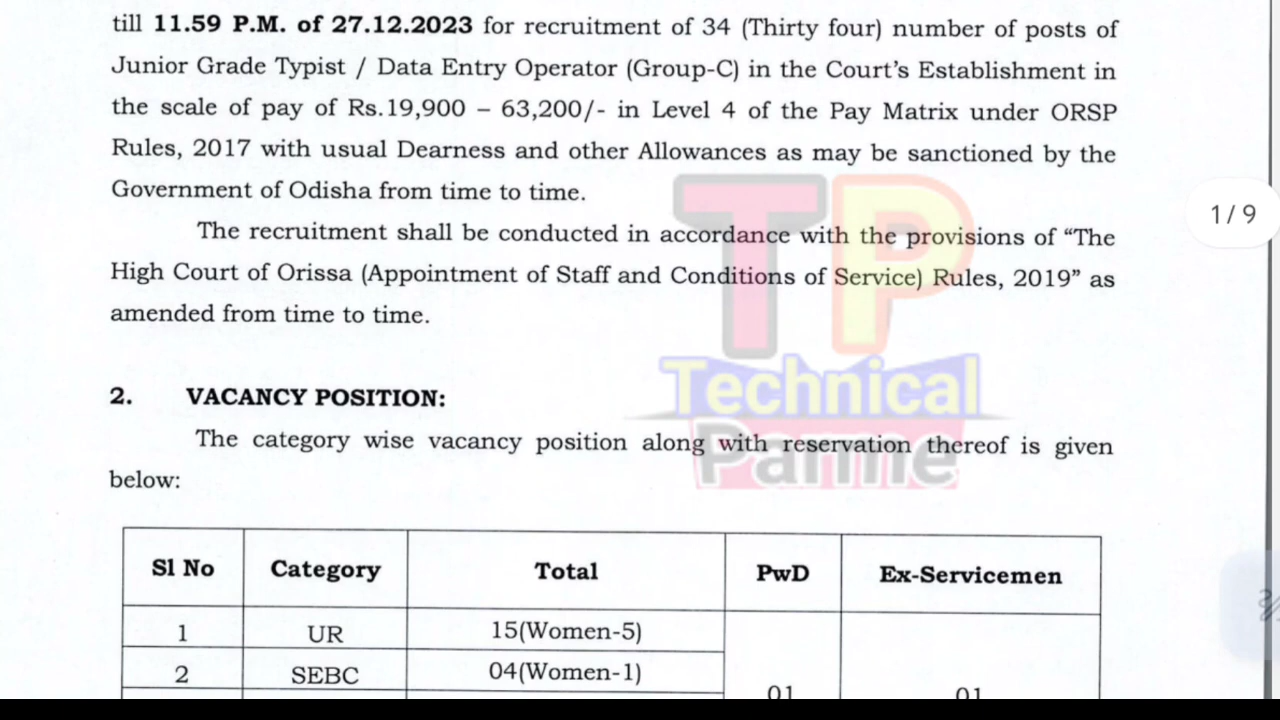 till 11.59 P.M. of 27.12.2023 for recruitment of 34 (Thirty four) number of posts of
Junior Grade Typist / Data Entry Operator (Group-C) in the Court's Establishment in
the scale of pay of Rs.19,900 – 63,200/- in Level 4 of the Pay Matrix under ORSP
Rules, 2017 with usual Dearness and other Allowances as may be sanctioned by the
Government of Odisha from time to time.
The recruitment shall be conducted in accordance with the provisions of “The
High Court of Orissa (Appointment of Staff and Conditions of Service) Rules, 2019” as
amended from time to time.
1/9
TP
Technical
Panne
2. VACANCY POSITION:
The category wise vacancy position along with reservation thereof is given
below:
Sl No Category Total PwD Ex-Servicemen
1 UR 15(Women-5)
2 SEBC 04(Women-1)
01 01